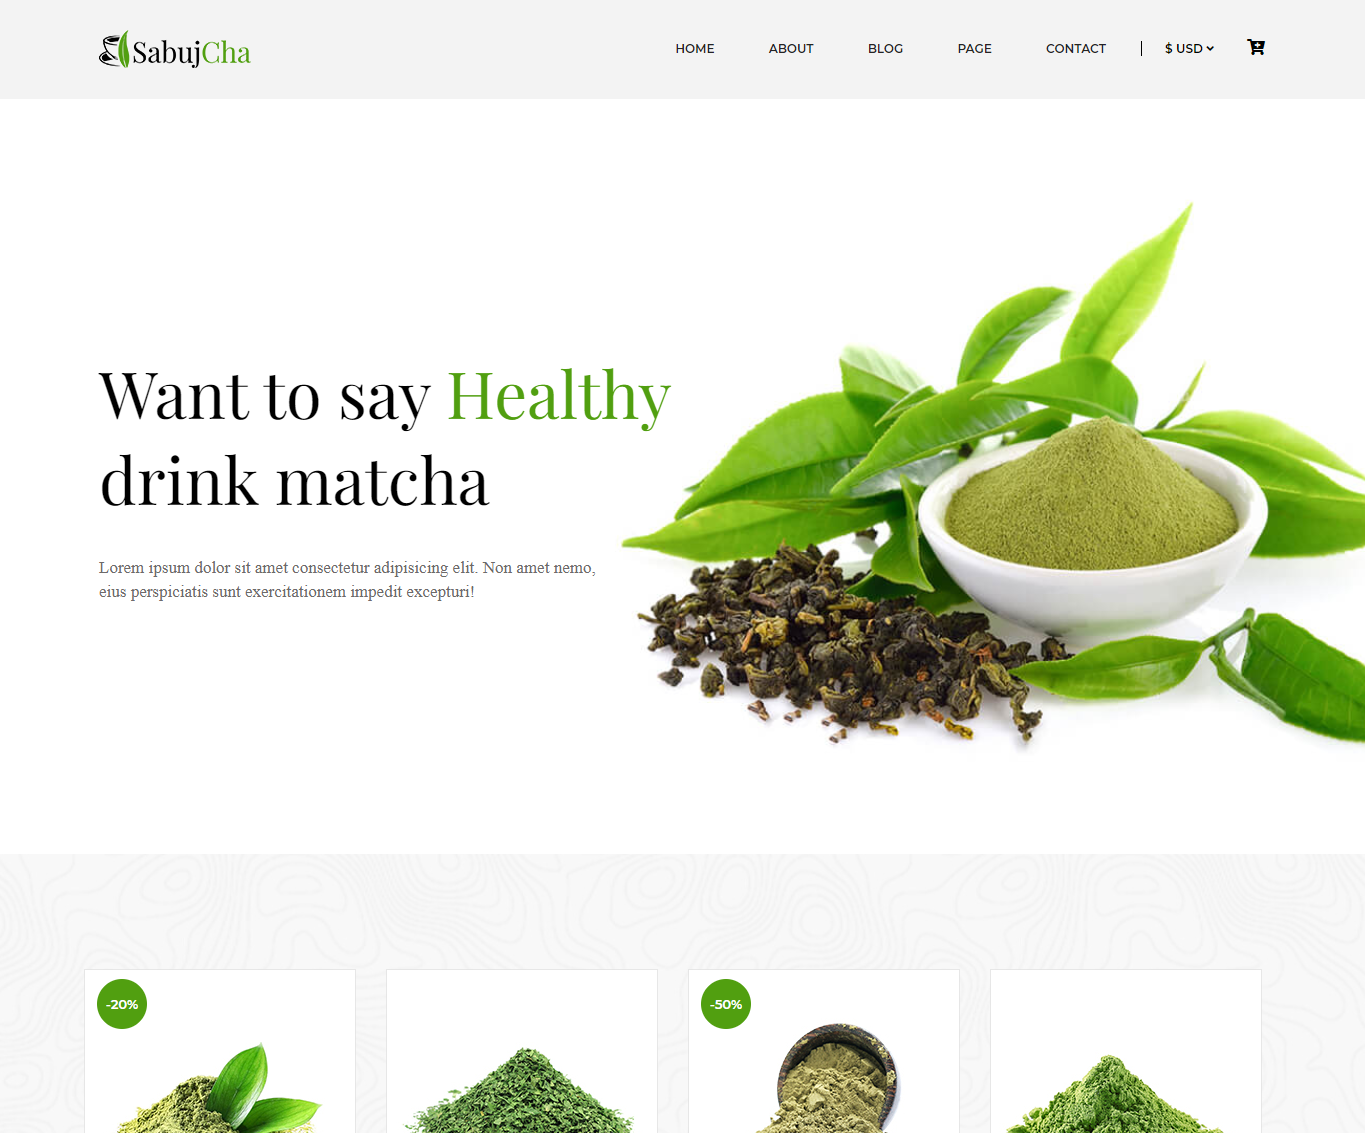 SabujCha
HOME ABOUT BLOG PAGE CONTACT $ USD
Want to say Healthy
drink matcha
Lorem ipsum dolor sit amet consectetur adipisicing elit. Non amet nemo,
eius perspiciatis sunt exercitationem impedit excepturi!
-20%
-50%